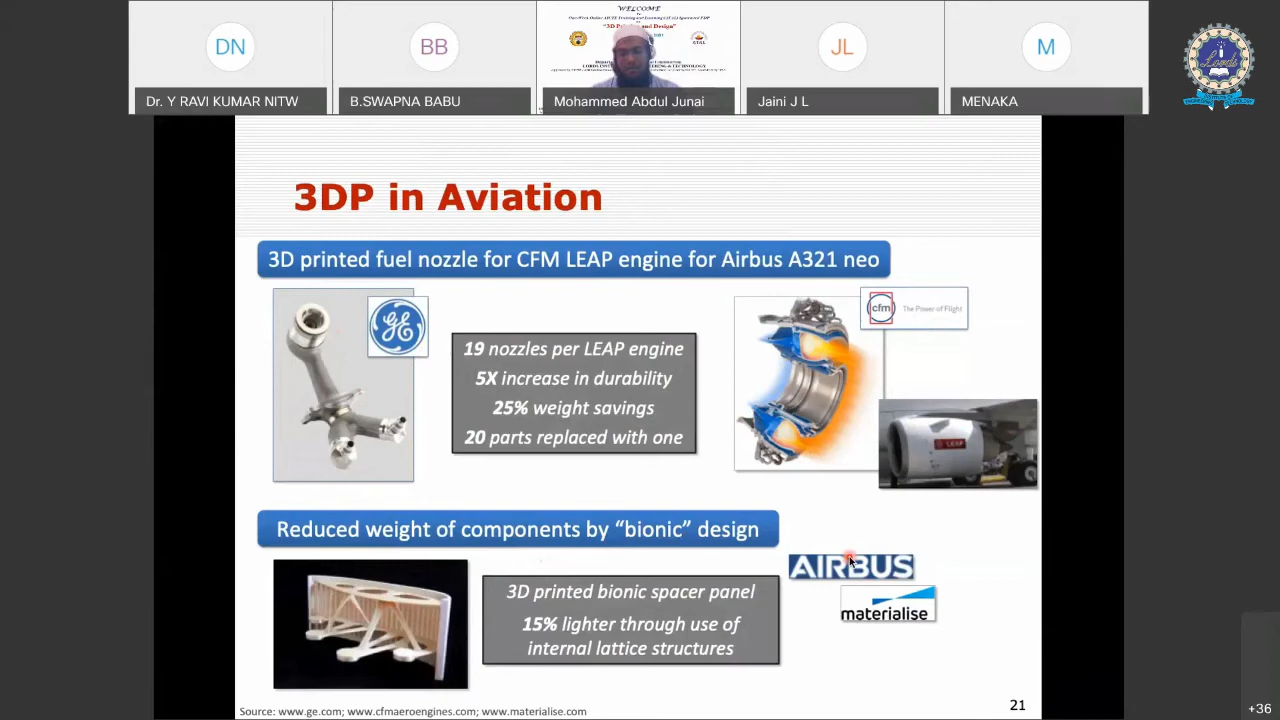 DN
BB
JL
M
WELCOME
Dr. Y RAVI KUMAR NITW
B.SWAPNA BABU
Mohammed Abdul Junai
Jaini J L
MENAKA
Lords
3DP in Aviation
3D printed fuel nozzle for CFM LEAP engine for Airbus A321 neo
GE
cfm The Power of Flight
19 nozzles per LEAP engine
5X increase in durability
25% weight savings
20 parts replaced with one
LEAP
Reduced weight of components by “bionic” design
AIRBUS
materialise
3D printed bionic spacer panel
15% lighter through use of
internal lattice structures
Source: www.ge.com; www.cfmaeroengines.com; www.materialise.com
21
+36